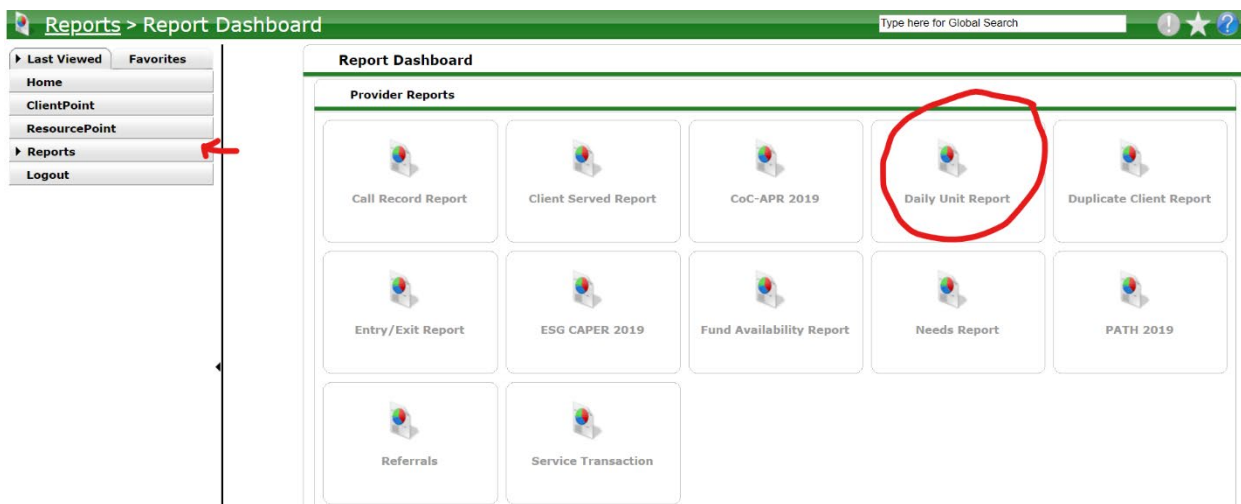 Reports > Report Dashboard
Type here for Global Search
Last Viewed
Favorites
Home
ClientPoint
ResourcePoint
Reports
Logout
Report Dashboard
Provider Reports
Call Record Report
Client Served Report
CoC-APR 2019
Daily Unit Report
Duplicate Client Report
Entry/Exit Report
ESG CAPER 2019
Fund Availability Report
Needs Report
PATH 2019
Referrals
Service Transaction